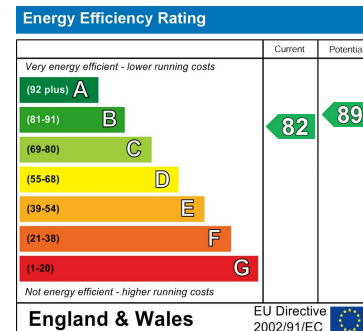 Energy Efficiency Rating
Current Potential
Very energy efficient - lower running costs
(92 plus) A
(81-91) B
82 89
(69-80) C
(55-68) D
(39-54) E
(21-38) F
(1-20) G
Not energy efficient - higher running costs
England & Wales
EU Directive
2002/91/EC